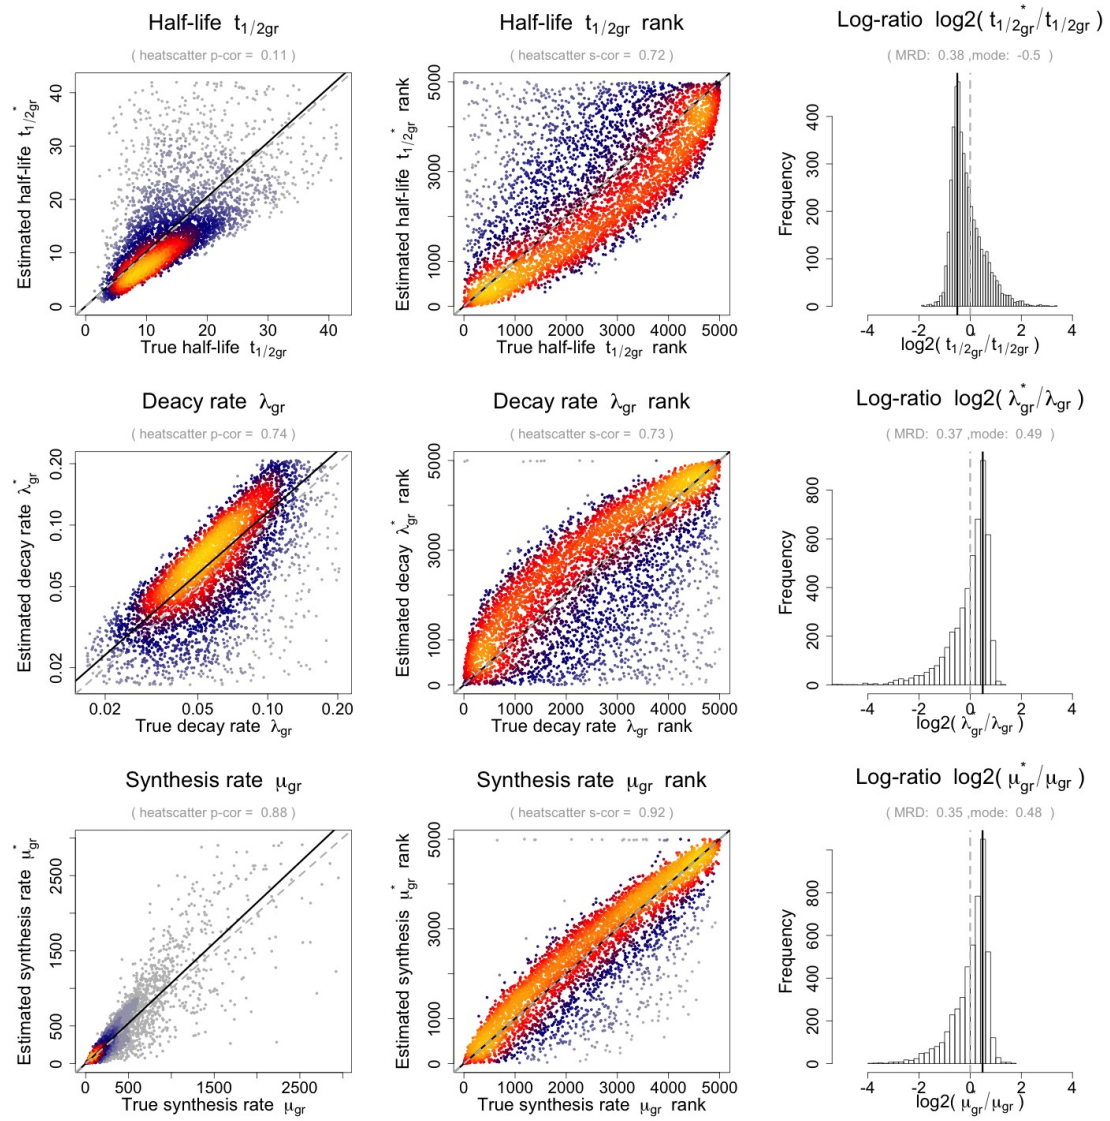 Half-life t1/2gr
( heatscatter p-cor = 0.11 )
Estimated half-life t*1/2gr
0 10 20 30 40
0 10 20 30 40
True half-life t1/2gr
Half-life t1/2gr rank
( heatscatter s-cor = 0.72 )
Estimated half-life t*1/2gr rank
0 1000 3000 5000
0 1000 2000 3000 4000 5000
True half-life t1/2gr rank
Log-ratio log2( t*1/2gr/t1/2gr )
( MRD: 0.38 ,mode: -0.5 )
Frequency
0 100 200 300 400
-4 -2 0 2 4
log2( t*1/2gr/t1/2gr )
Deacy rate λgr
( heatscatter p-cor = 0.74 )
Estimated decay rate λ*gr
0.02 0.05 0.10 0.20
0.02 0.05 0.10 0.20
True decay rate λgr
Decay rate λgr rank
( heatscatter s-cor = 0.73 )
Estimated decay λ*gr rank
0 1000 3000 5000
0 1000 2000 3000 4000 5000
True decay rate λgr rank
Log-ratio log2( λ*gr/λgr )
( MRD: 0.37 ,mode: 0.49 )
Frequency
0 200 400 600 800
-4 -2 0 2 4
log2( λ*gr/λgr )
Synthesis rate μgr
( heatscatter p-cor = 0.88 )
Estimated synthesis rate μ*gr
0 500 1500 2500
0 500 1500 2500
True synthesis rate μgr
Synthesis rate μgr rank
( heatscatter s-cor = 0.92 )
Estimated synthesis μ*gr rank
0 1000 3000 5000
0 1000 2000 3000 4000 5000
True synthesis rate μgr rank
Log-ratio log2( μ*gr/μgr )
( MRD: 0.35 ,mode: 0.48 )
Frequency
0 200 400 600 800
-4 -2 0 2 4
log2( μ*gr/μgr )